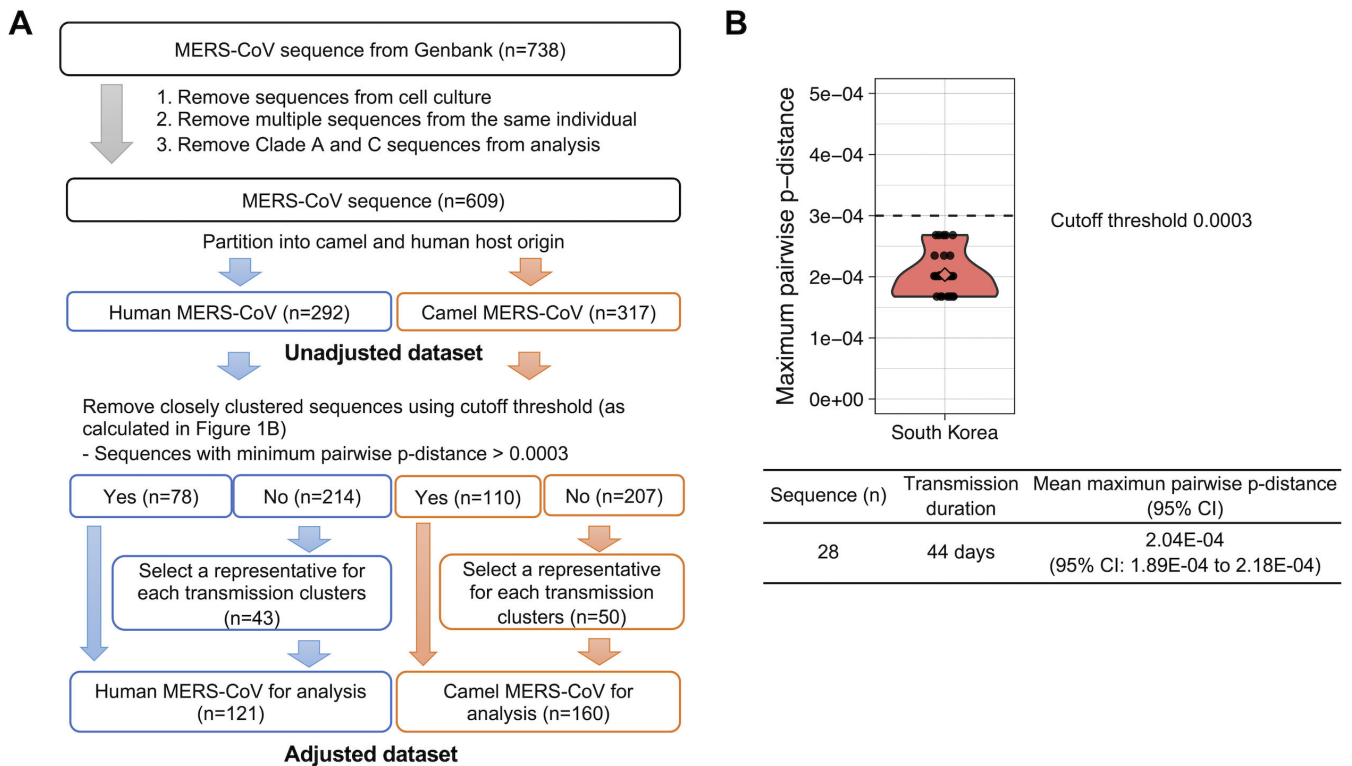 A
MERS-CoV sequence from Genbank (n=738)
1. Remove sequences from cell culture
2. Remove multiple sequences from the same individual
3. Remove Clade A and C sequences from analysis
MERS-CoV sequence (n=609)
Partition into camel and human host origin
Human MERS-CoV (n=292)
Camel MERS-CoV (n=317)
Unadjusted dataset
Remove closely clustered sequences using cutoff threshold (as
calculated in Figure 1B)
- Sequences with minimum pairwise p-distance > 0.0003
Yes (n=78)
No (n=214)
Yes (n=110)
No (n=207)
Select a representative for
each transmission clusters
(n=43)
Select a representative
for each transmission
clusters (n=50)
Human MERS-CoV for analysis
(n=121)
Camel MERS-CoV for
analysis (n=160)
Adjusted dataset
B
Maximum pairwise p−distance
5e−04
4e−04
3e−04
2e−04
1e−04
0e+00
South Korea
Cutoff threshold 0.0003
Sequence (n)
Transmission
duration
Mean maximun pairwise p-distance
(95% CI)
28
44 days
2.04E-04
(95% CI: 1.89E-04 to 2.18E-04)